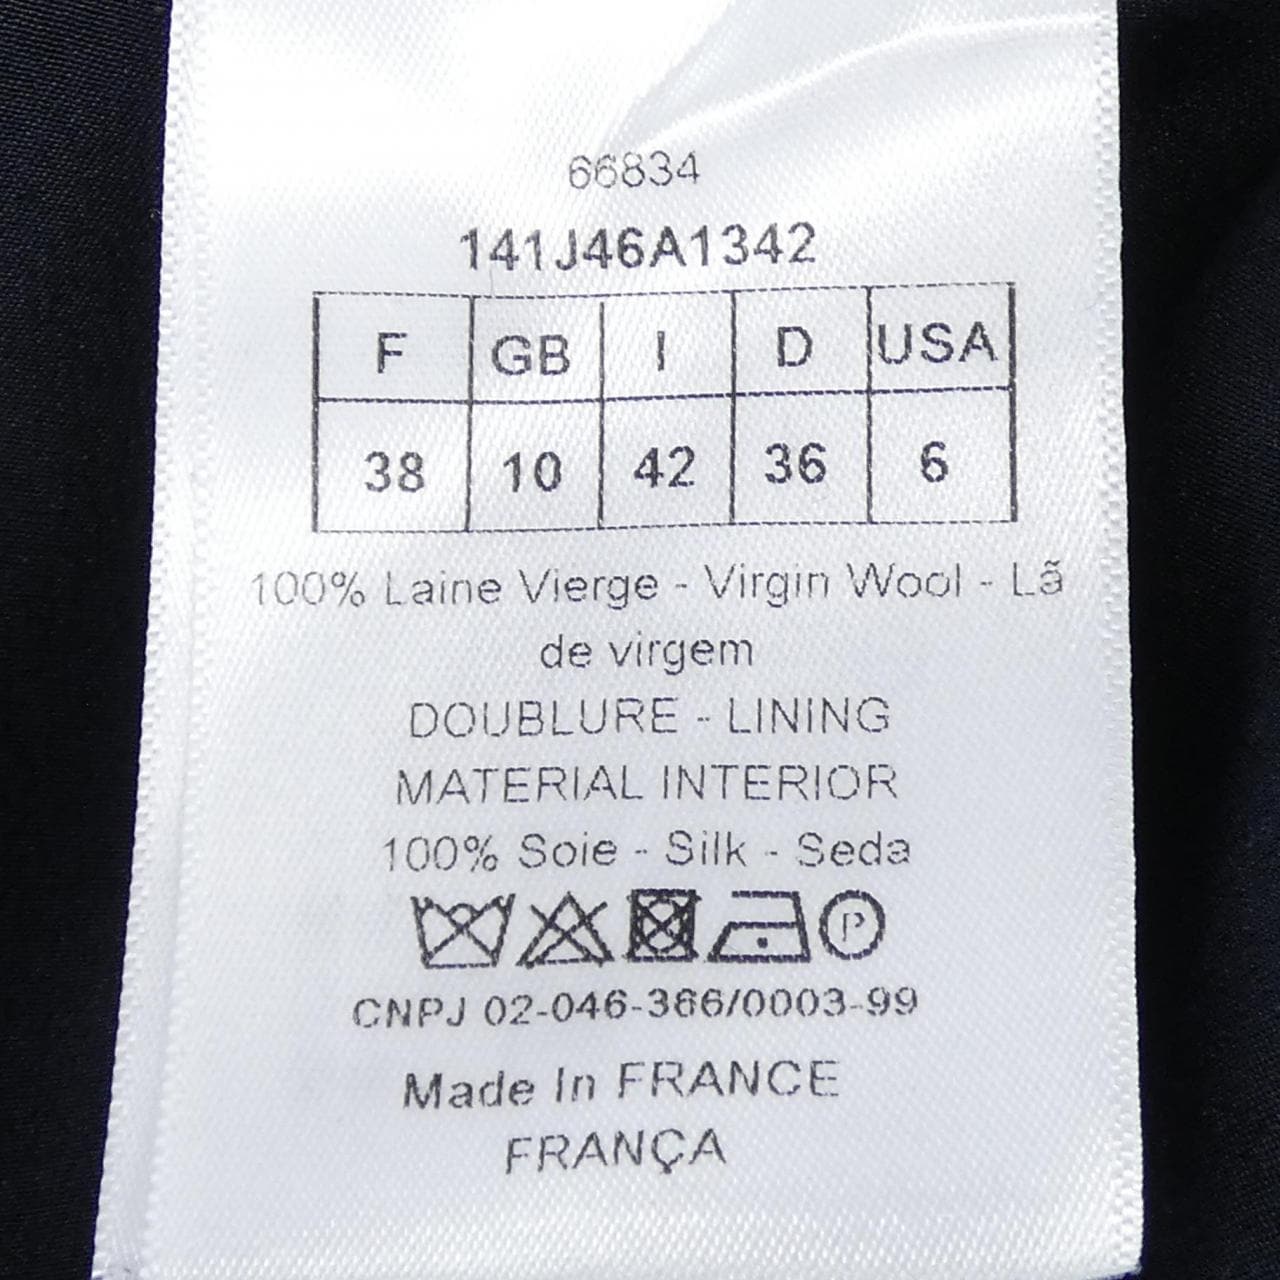 66834
141J46A1342
F GB I D USA
38 10 42 36 6
100% Laine Vierge - Virgin Wool - Lã
de virgem
DOUBLURE - LINING
MATERIAL INTERIOR
100% Soie - Silk - Seda
P
CNPJ 02-046-366/0003-99
Made In FRANCE
FRANÇA